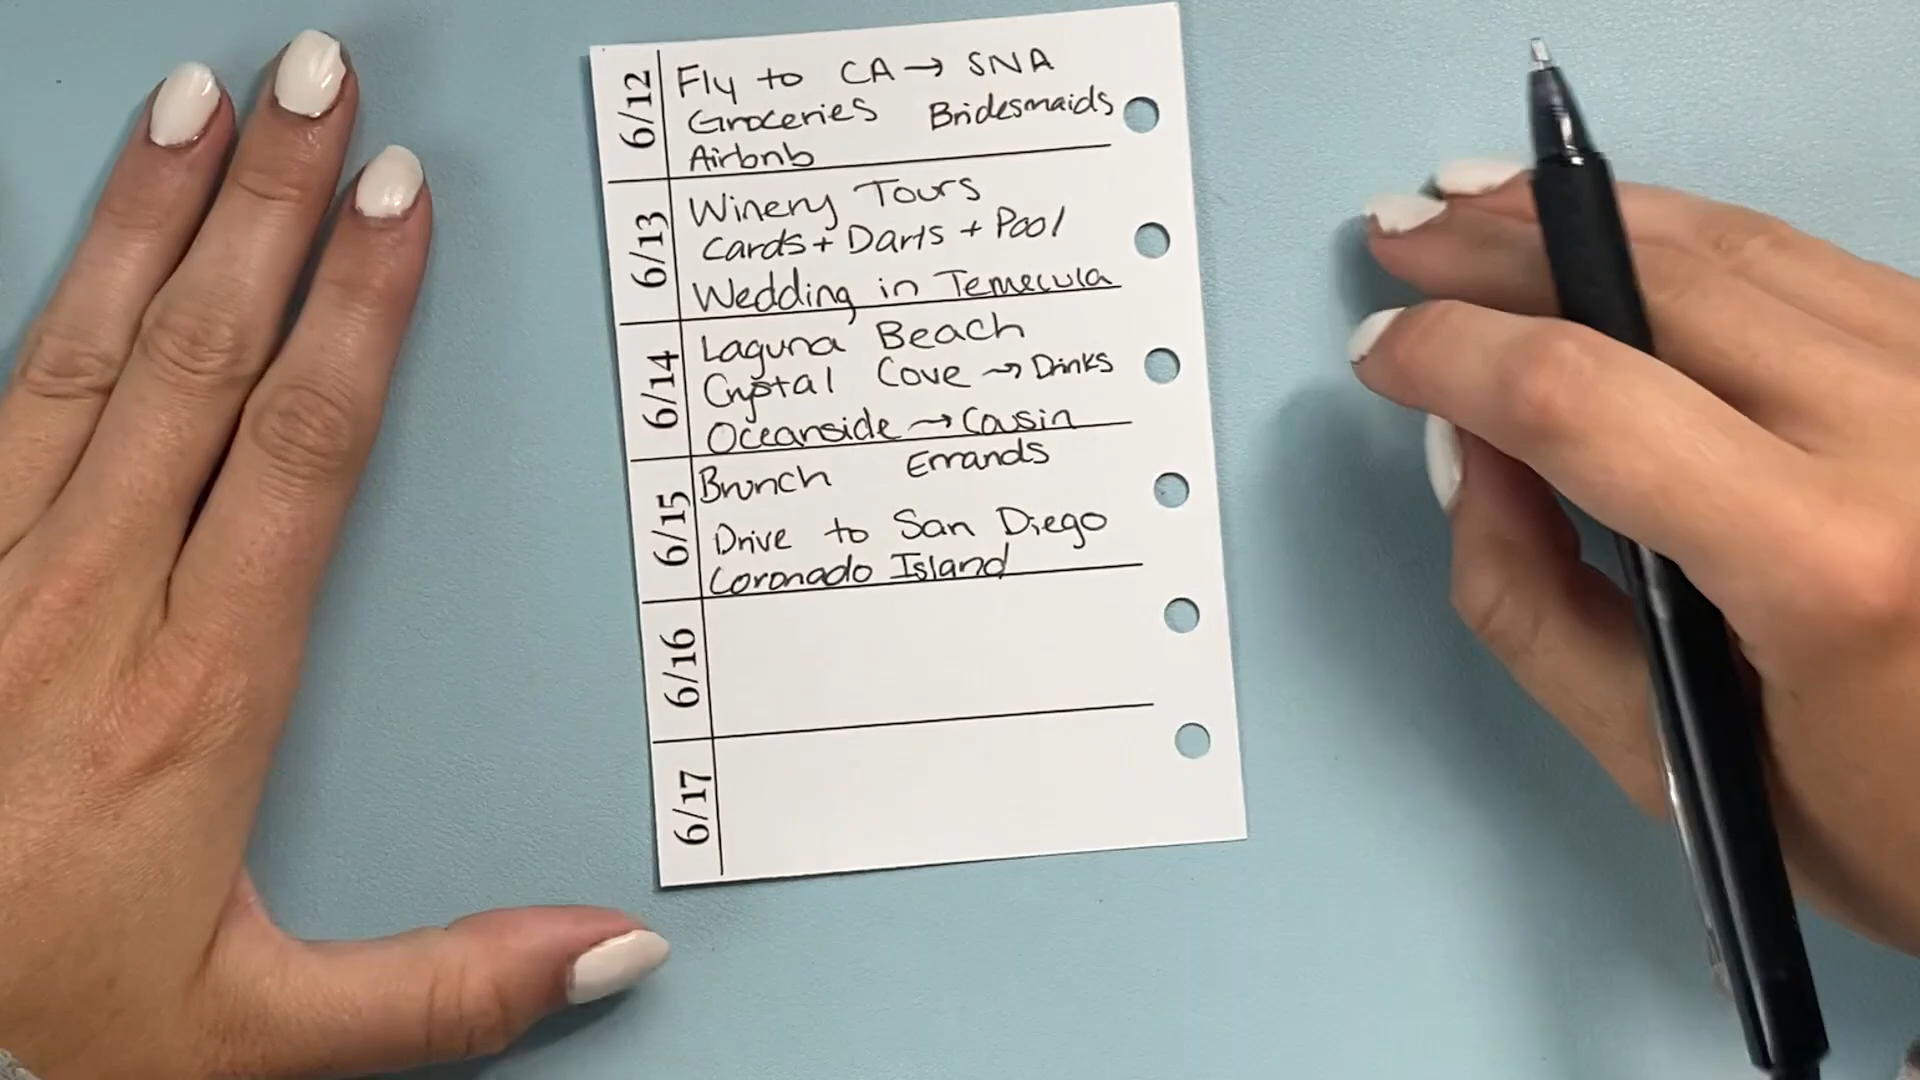 6/12
Fly to CA → SNA
Groceries Bridesmaids
Airbnb
6/13
Winery Tours
Cards + Darts + Pool
Wedding in Temecula
6/14
Laguna Beach
Crystal Cove → Drinks
Oceanside → Cousin
6/15
Brunch Errands
Drive to San Diego
Coronado Island
6/16
6/17